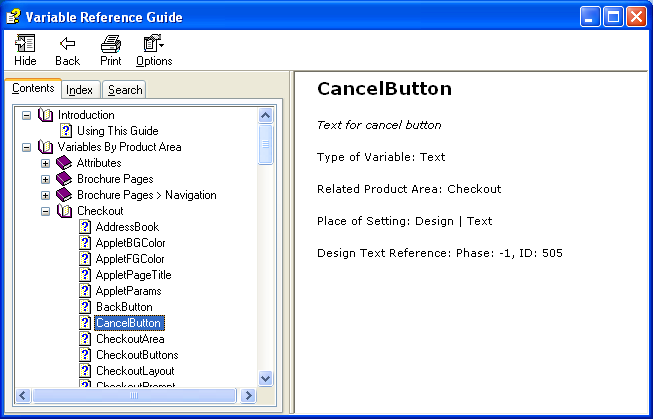 Variable Reference Guide
Hide Back Print Options
Contents Index Search
Introduction
Using This Guide
Variables By Product Area
Attributes
Brochure Pages
Brochure Pages > Navigation
Checkout
AddressBook
AppletBGColor
AppletFGColor
AppletPageTitle
AppletParams
BackButton
CancelButton
CheckoutArea
CheckoutButtons
CheckoutLayout
CheckoutPrompt
CancelButton
Text for cancel button
Type of Variable: Text
Related Product Area: Checkout
Place of Setting: Design | Text
Design Text Reference: Phase: -1, ID: 505